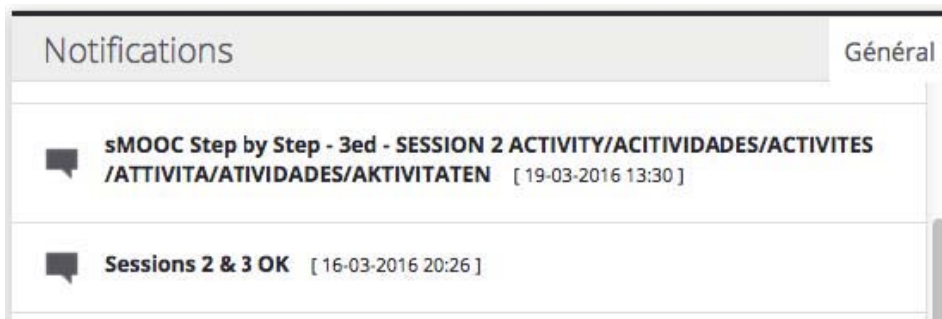 Notifications
Général
sMOOC Step by Step - 3ed - SESSION 2 ACTIVITY/ACITIVIDADES/ACTIVITES
/ATTIVITA/ATIVIDADES/AKTIVITATEN [ 19-03-2016 13:30 ]
Sessions 2 & 3 OK [ 16-03-2016 20:26 ]